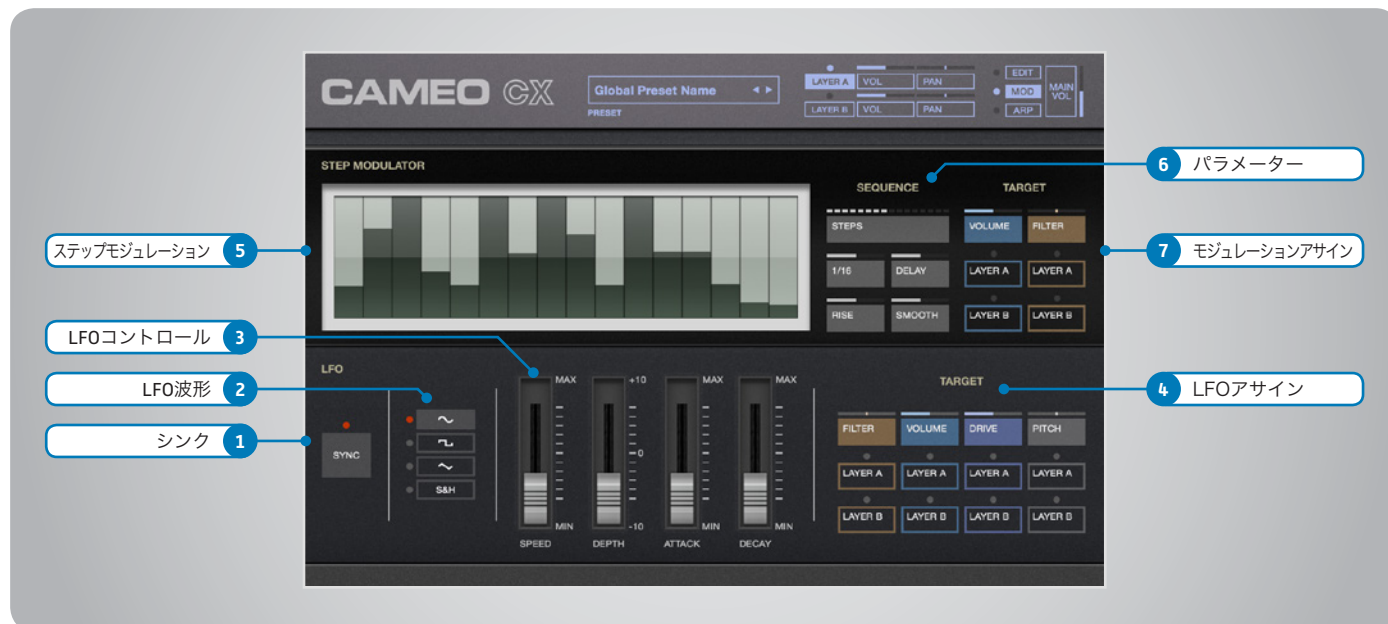 CAMEO CX
Global Preset Name
PRESET
LAYER A VOL PAN
LAYER B VOL PAN
EDIT
MOD
ARP
MAIN VOL
STEP MODULATOR
SEQUENCE
TARGET
STEPS
VOLUME FILTER
1/16 DELAY
LAYER A LAYER A
RISE SMOOTH
LAYER B LAYER B
6 パラメーター
ステップモジュレーション 5
7 モジュレーションアサイン
LFOコントロール 3
LFO波形 2
シンク 1
4 LFOアサイン
LFO
SYNC
S&H
MAX
MIN
SPEED
+10
0
-10
DEPTH
MAX
MIN
ATTACK
MAX
MIN
DECAY
TARGET
FILTER VOLUME DRIVE PITCH
LAYER A LAYER A LAYER A LAYER A
LAYER B LAYER B LAYER B LAYER B